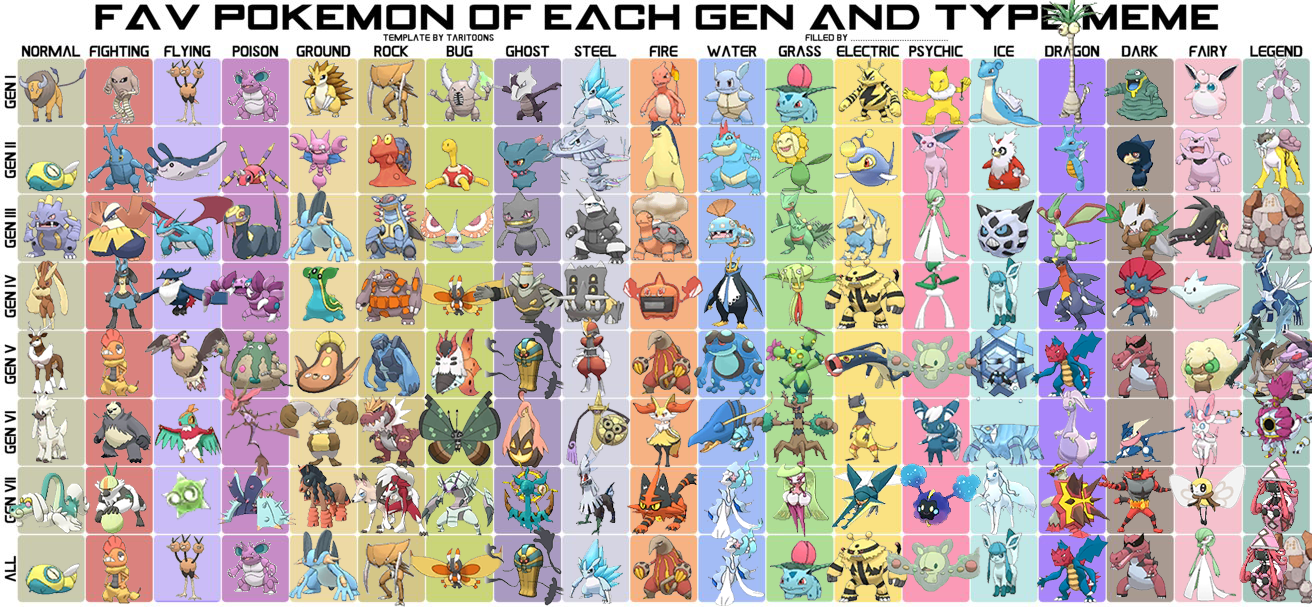 FAV POKEMON OF EACH GEN AND TYPE MEME
TEMPLATE BY TARITOONS
FILLED BY ................................
NORMAL FIGHTING FLYING POISON GROUND ROCK BUG GHOST STEEL FIRE WATER GRASS ELECTRIC PSYCHIC ICE DRAGON DARK FAIRY LEGEND
GEN I
GEN II
GEN III
GEN IV
GEN V
GEN VI
GEN VII
ALL